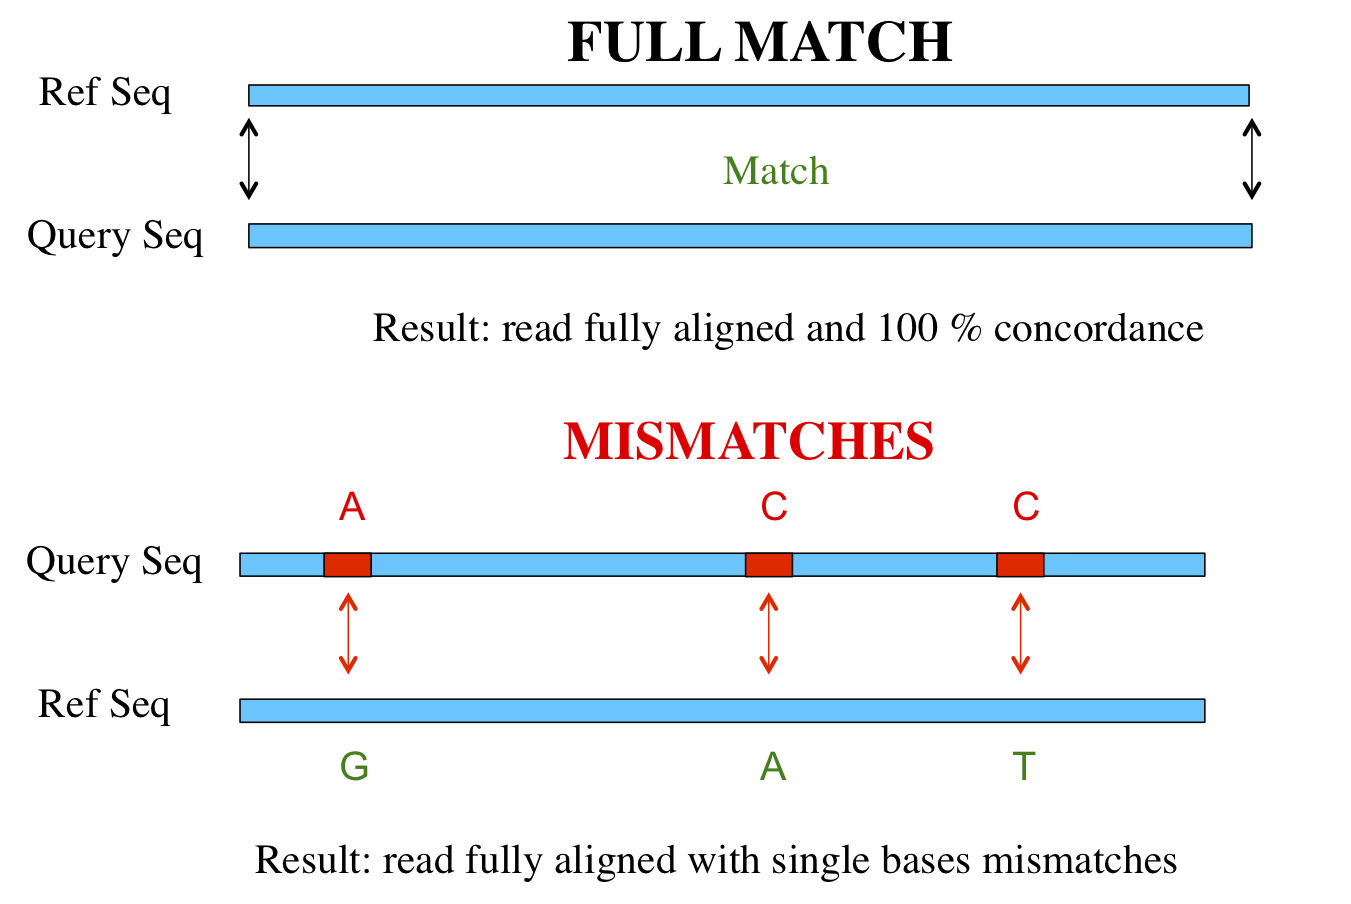 FULL MATCH
Ref Seq
Match
Query Seq
Result: read fully aligned and 100 % concordance
MISMATCHES
A C C
Query Seq
Ref Seq
G A T
Result: read fully aligned with single bases mismatches